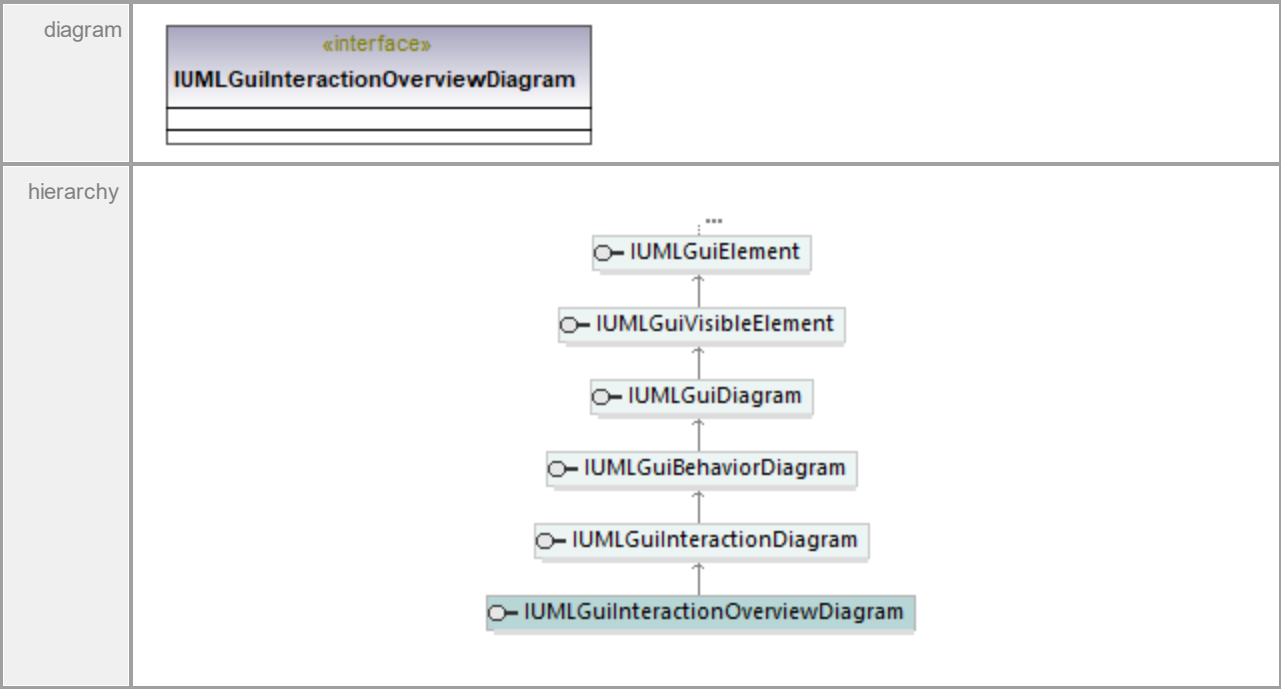 diagram
«interface»
IUMLGuiInteractionOverviewDiagram
hierarchy
...
IUMLGuiElement
IUMLGuiVisibleElement
IUMLGuiDiagram
IUMLGuiBehaviorDiagram
IUMLGuiInteractionDiagram
IUMLGuiInteractionOverviewDiagram